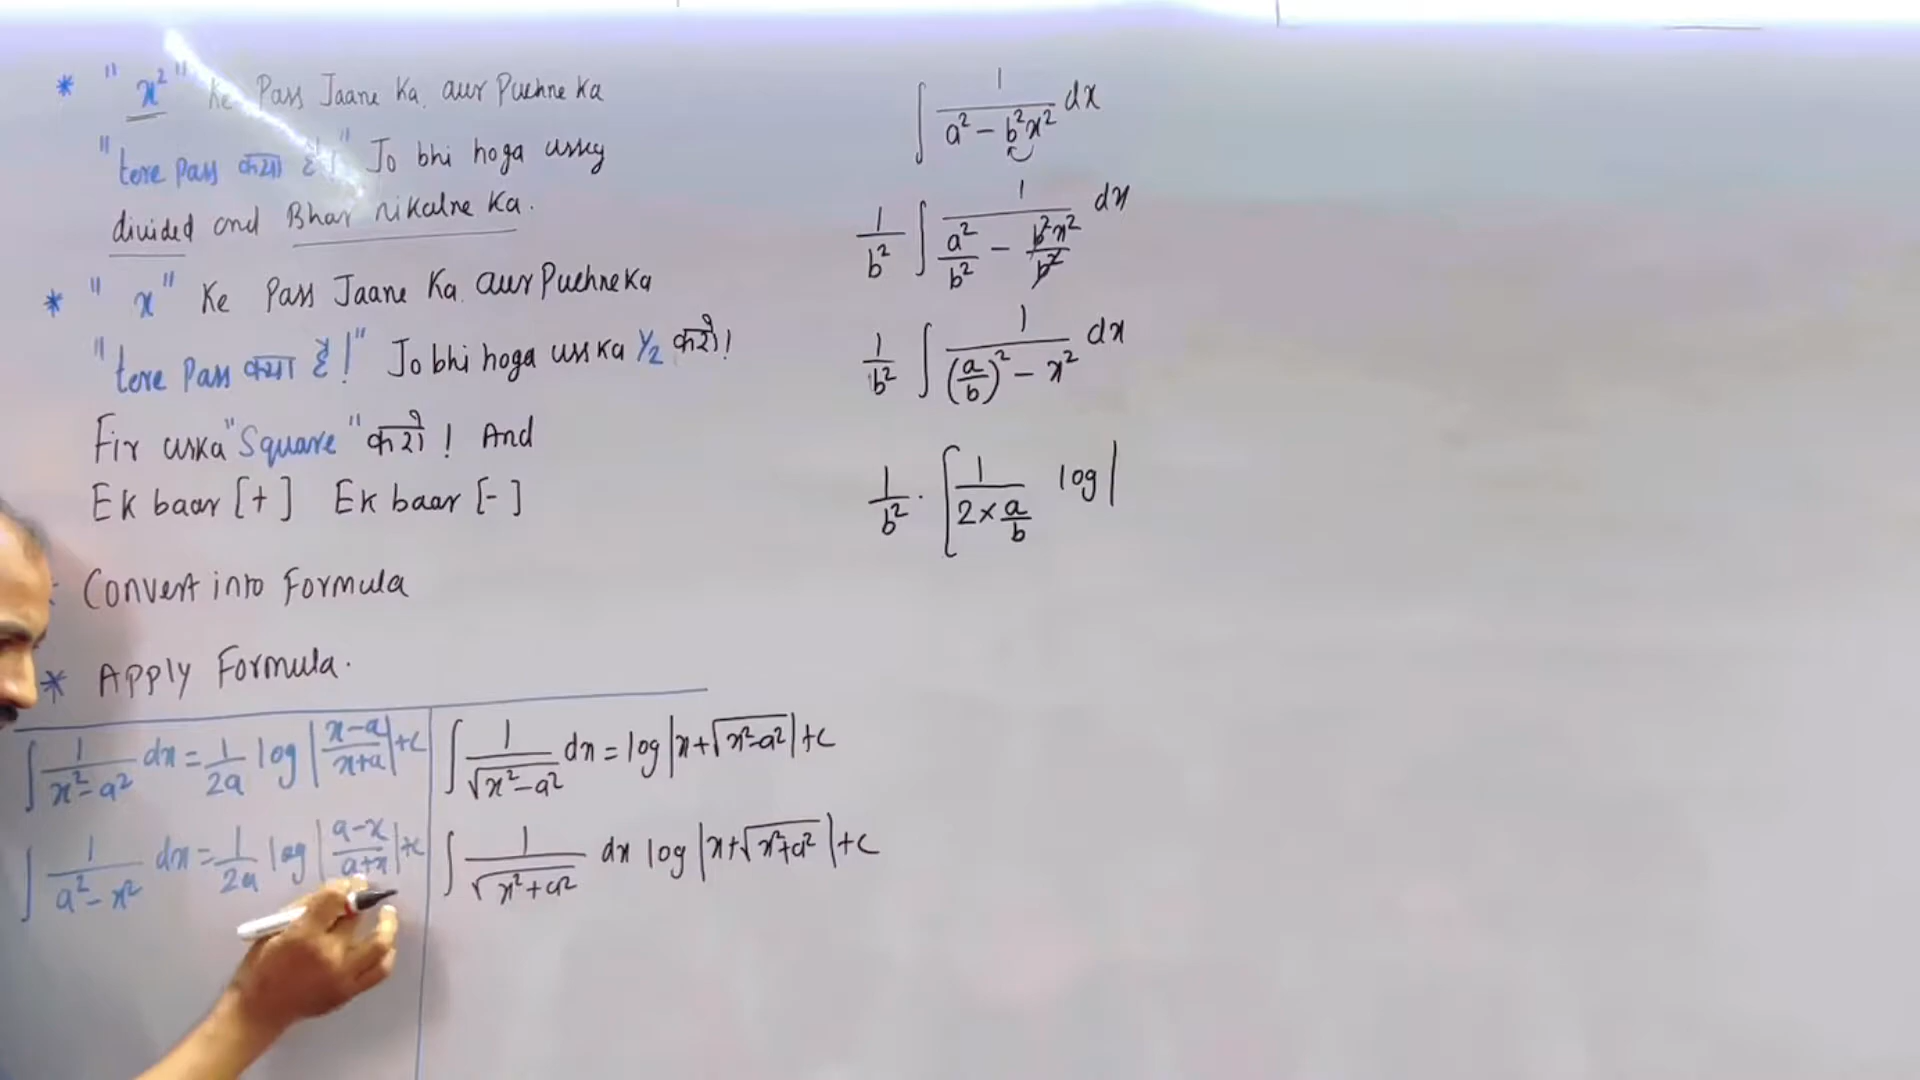 * "x²" Ke Pass Jaane Ka aur Puchne Ka
"tere Pass क्या है!" Jo bhi hoga ussey
divided and Bhar nikalne Ka.
* "x" Ke Pass Jaane Ka aur Puchne Ka
"tere Pass क्या है!" Jo bhi hoga uska 1/2 करो!
Fir uska "Square" करो! And
Ek baar [+] Ek baar [-]
Convert into Formula
* Apply Formula.
∫ 1/(x²-a²) dx = 1/2a log |(x-a)/(x+a)| +c
∫ 1/(a²-x²) dx = 1/2a log |(a-x)/(a+x)| +c
∫ 1/√(x²-a²) dx = log |x+√(x²-a²)| +c
∫ 1/√(x²+a²) dx log |x+√(x²+a²)| +c
∫ 1/(a² - b²x²) dx
1/b² ∫ 1/(a²/b² - b²x²/b²) dx
1/b² ∫ 1/((a/b)² - x²) dx
1/b² · [1/(2×a/b) log |